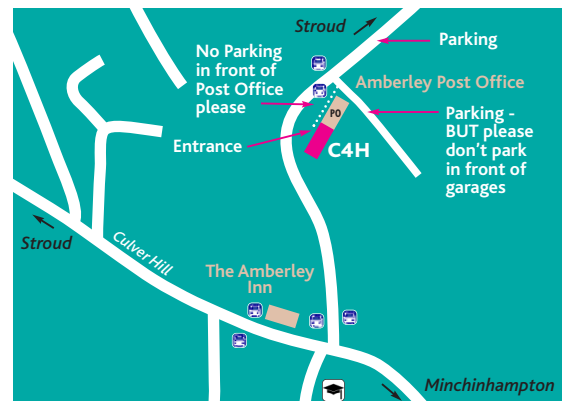 Stroud
Parking
No Parking
in front of
Post Office
please
Amberley Post Office
PO
Parking -
BUT please
don't park
in front of
garages
Entrance
C4H
Stroud
Culver Hill
The Amberley
Inn
Minchinhampton